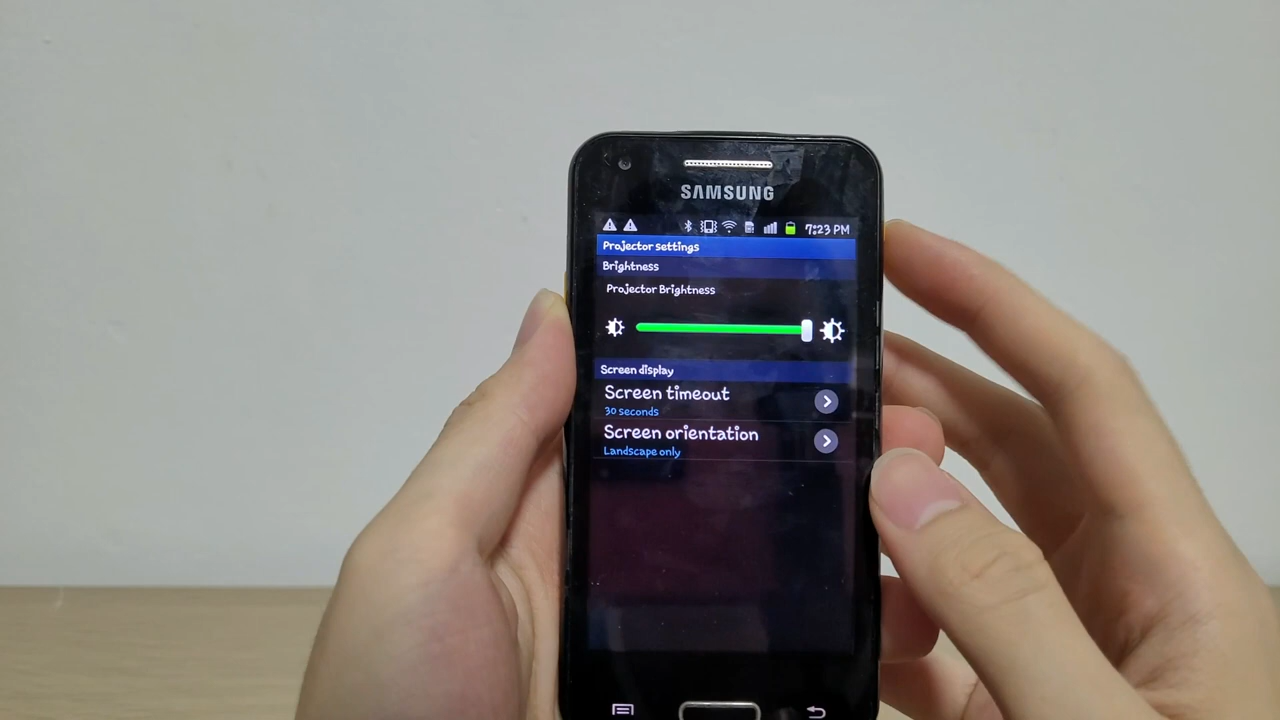 SAMSUNG
7:23 PM
Projector settings
Brightness
Projector Brightness
Screen display
Screen timeout
30 seconds
Screen orientation
Landscape only